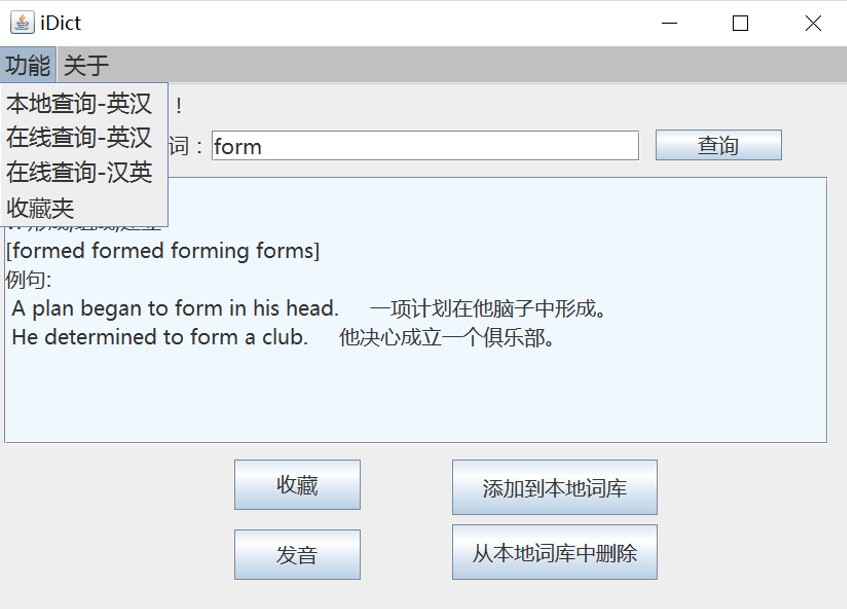 iDict
功能 关于
本地查询-英汉 !
在线查询-英汉 词: form 查询
在线查询-汉英
收藏夹
[formed formed forming forms]
例句:
A plan began to form in his head. 一项计划在他脑子中形成。
He determined to form a club. 他决心成立一个俱乐部。
收藏 添加到本地词库
发音 从本地词库中删除